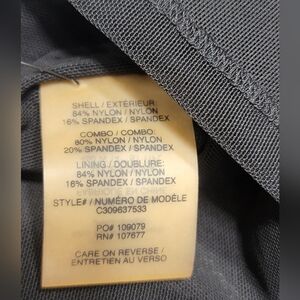 SHELL / EXTÉRIEUR:
84% NYLON / NYLON
16% SPANDEX / SPANDEX
COMBO / COMBO:
80% NYLON / NYLON
20% SPANDEX / SPANDEX
LINING / DOUBLURE:
84% NYLON / NYLON
16% SPANDEX / SPANDEX
STYLE# / NUMÉRO DE MODÈLE
C309637533
PO# 109079
RN# 107677
CARE ON REVERSE /
ENTRETIEN AU VERSO